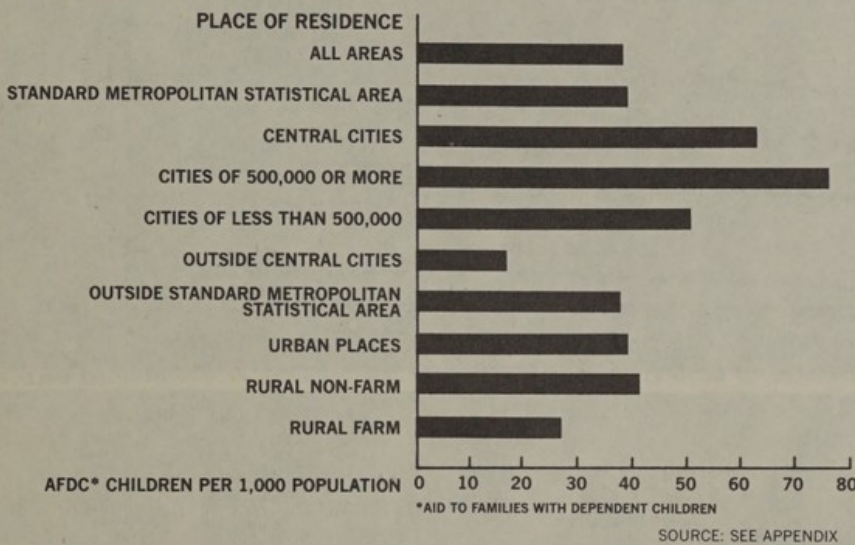 PLACE OF RESIDENCE
ALL AREAS
STANDARD METROPOLITAN STATISTICAL AREA
CENTRAL CITIES
CITIES OF 500,000 OR MORE
CITIES OF LESS THAN 500,000
OUTSIDE CENTRAL CITIES
OUTSIDE STANDARD METROPOLITAN
STATISTICAL AREA
URBAN PLACES
RURAL NON-FARM
RURAL FARM
AFDC* CHILDREN PER 1,000 POPULATION 0 10 20 30 40 50 60 70 80
*AID TO FAMILIES WITH DEPENDENT CHILDREN
SOURCE: SEE APPENDIX